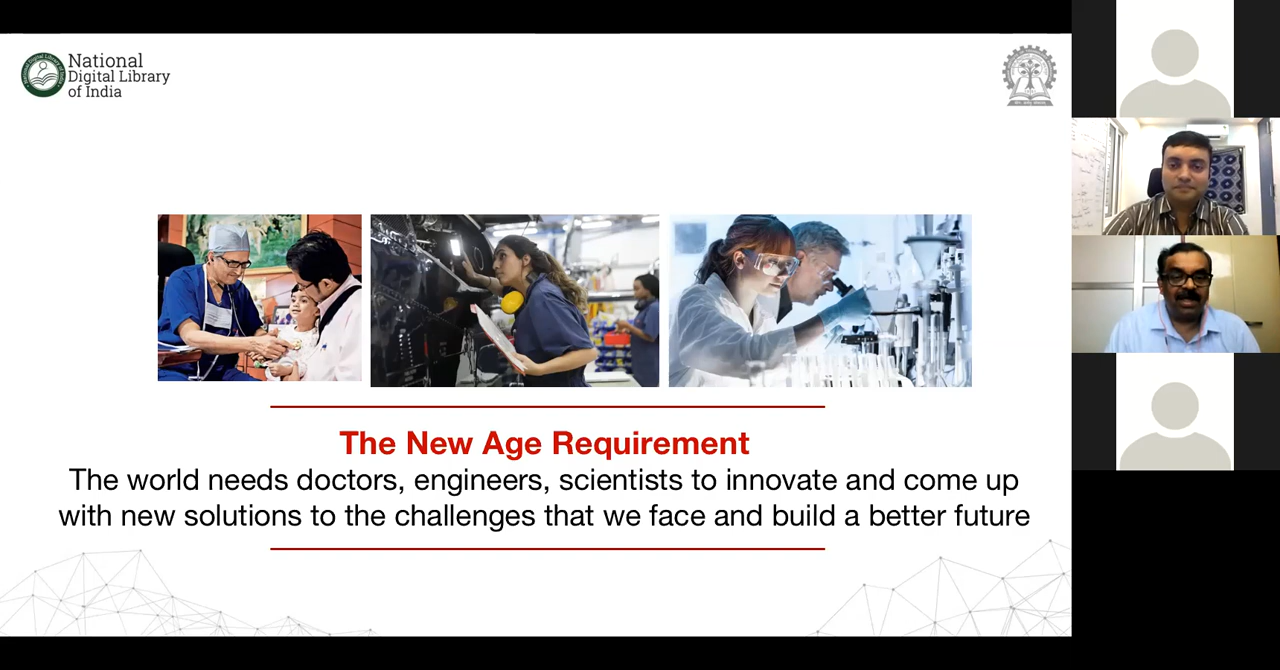 National
Digital Library
of India
The New Age Requirement
The world needs doctors, engineers, scientists to innovate and come up
with new solutions to the challenges that we face and build a better future